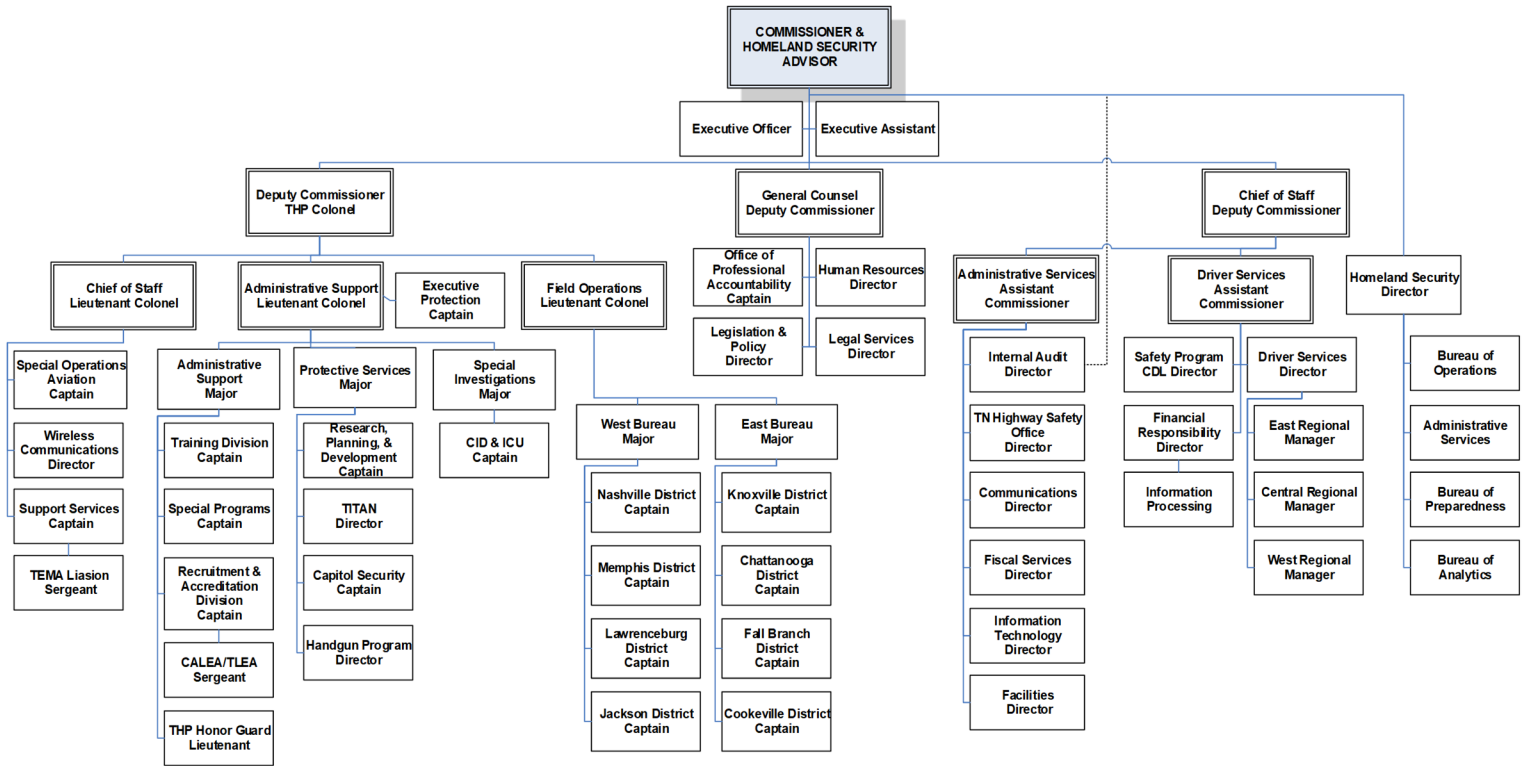 COMMISSIONER &
HOMELAND SECURITY
ADVISOR
Executive Officer
Executive Assistant
Deputy Commissioner
THP Colonel
General Counsel
Deputy Commissioner
Chief of Staff
Deputy Commissioner
Chief of Staff
Lieutenant Colonel
Administrative Support
Lieutenant Colonel
Executive
Protection
Captain
Field Operations
Lieutenant Colonel
Office of
Professional
Accountability
Captain
Human Resources
Director
Legislation &
Policy
Director
Legal Services
Director
Administrative Services
Assistant
Commissioner
Driver Services
Assistant
Commissioner
Homeland Security
Director
Special Operations
Aviation
Captain
Wireless
Communications
Director
Support Services
Captain
TEMA Liasion
Sergeant
Administrative
Support
Major
Training Division
Captain
Special Programs
Captain
Recruitment &
Accreditation
Division
Captain
CALEA/TLEA
Sergeant
THP Honor Guard
Lieutenant
Protective Services
Major
Research,
Planning, &
Development
Captain
TITAN
Director
Capitol Security
Captain
Handgun Program
Director
Special
Investigations
Major
CID & ICU
Captain
West Bureau
Major
Nashville District
Captain
Memphis District
Captain
Lawrenceburg
District
Captain
Jackson District
Captain
East Bureau
Major
Knoxville District
Captain
Chattanooga
District
Captain
Fall Branch
District
Captain
Cookeville District
Captain
Internal Audit
Director
TN Highway Safety
Office
Director
Communications
Director
Fiscal Services
Director
Information
Technology
Director
Facilities
Director
Safety Program
CDL Director
Financial
Responsibility
Director
Information
Processing
Driver Services
Director
East Regional
Manager
Central Regional
Manager
West Regional
Manager
Bureau of
Operations
Administrative
Services
Bureau of
Preparedness
Bureau of
Analytics